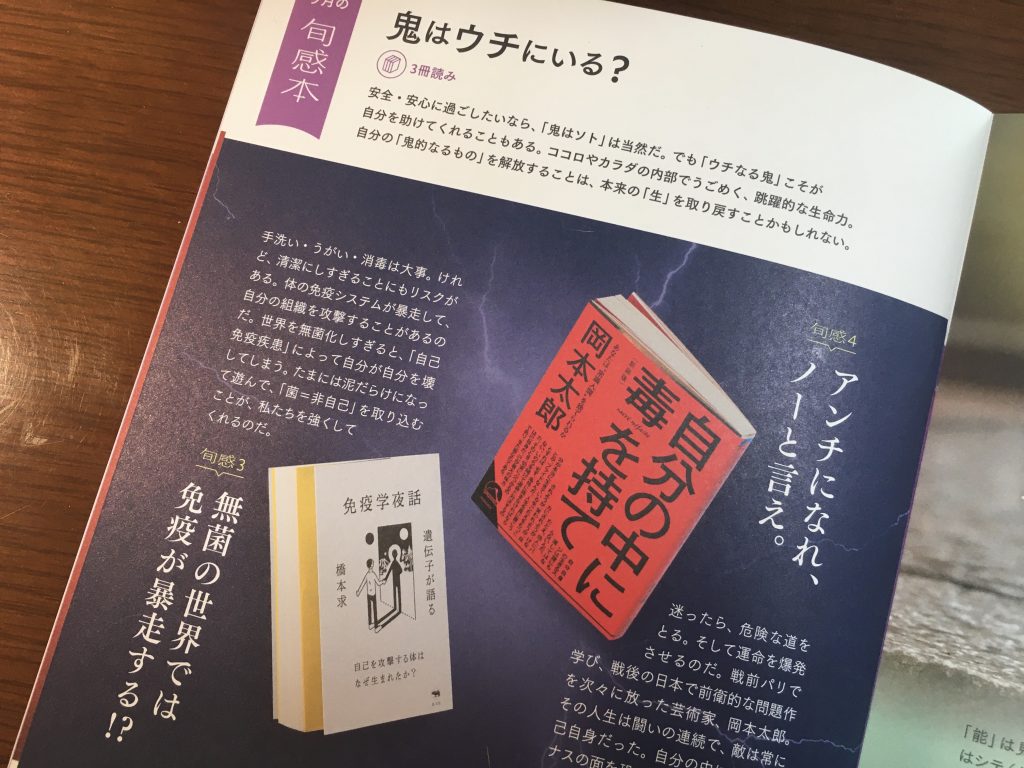 月の
旬感本
鬼はウチにいる?
3冊読み
安全・安心に過ごしたいなら、「鬼はソト」は当然だ。でも「ウチなる鬼」こそが
自分を助けてくれることもある。ココロやカラダの内部でうごめく、跳躍的な生命力。
自分の「鬼的なるもの」を解放することは、本来の「生」を取り戻すことかもしれない。
手洗い・うがい・消毒は大事。けれ
ど、清潔にしすぎることにもリスクが
ある。体の免疫システムが暴走して、
自分の組織を攻撃することがあるの
だ。世界を無菌化しすぎると、「自己
免疫疾患」によって自分が自分を壊
してしまう。たまには泥だらけになっ
て遊んで、「菌=非自己」を取り込む
ことが、私たちを強くして
くれるのだ。
旬感3
無菌の世界では
免疫が暴走する!?
免疫学夜話
遺伝子が語る
橋本求
自己を攻撃する体は
なぜ生まれたか?
旬感4
アンチになれ、
ノーと言え。
自分の中に
毒を持て
岡本太郎
迷ったら、危険な道を
とる。そして運命を爆発
させるのだ。戦前パリで
学び、戦後の日本で前衛的な問題作
を次々に放った芸術家、岡本太郎。
その人生は闘いの連続で、敵は常に
己自身だった。自分の中に
ナスの面を
「能」は